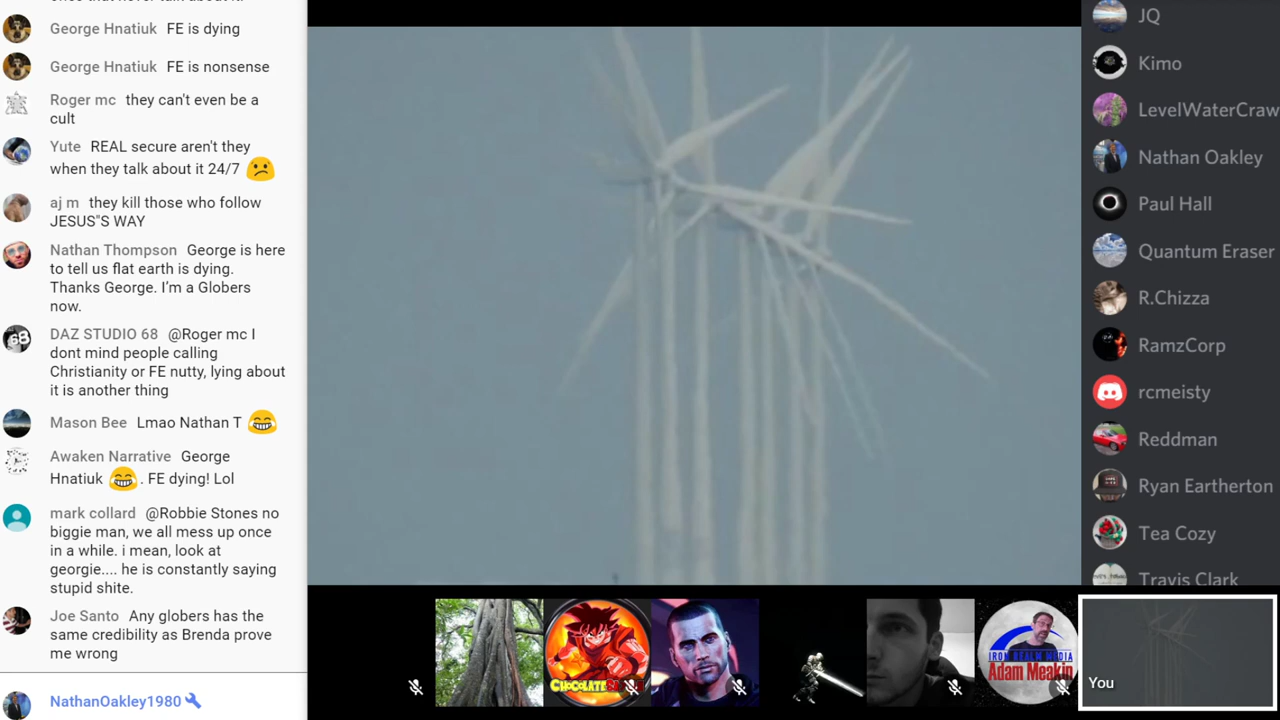 George Hnatiuk FE is dying
George Hnatiuk FE is nonsense
Roger mc they can't even be a
cult
Yute REAL secure aren't they
when they talk about it 24/7
aj m they kill those who follow
JESUS"S WAY
Nathan Thompson George is here
to tell us flat earth is dying.
Thanks George. I'm a Globers
now.
DAZ STUDIO 68 @Roger mc I
dont mind people calling
Christianity or FE nutty, lying about
it is another thing
Mason Bee Lmao Nathan T
Awaken Narrative George
Hnatiuk . FE dying! Lol
mark collard @Robbie Stones no
biggie man, we all mess up once
in a while. i mean, look at
georgie.... he is constantly saying
stupid shite.
Joe Santo Any globers has the
same credibility as Brenda prove
me wrong
NathanOakley1980
JQ
Kimo
LevelWaterCraw
Nathan Oakley
Paul Hall
Quantum Eraser
R.Chizza
RamzCorp
rcmeisty
Reddman
Ryan Eartherton
Tea Cozy
Travis Clark
68
IRON REALM MEDIA
Adam Meakin
You